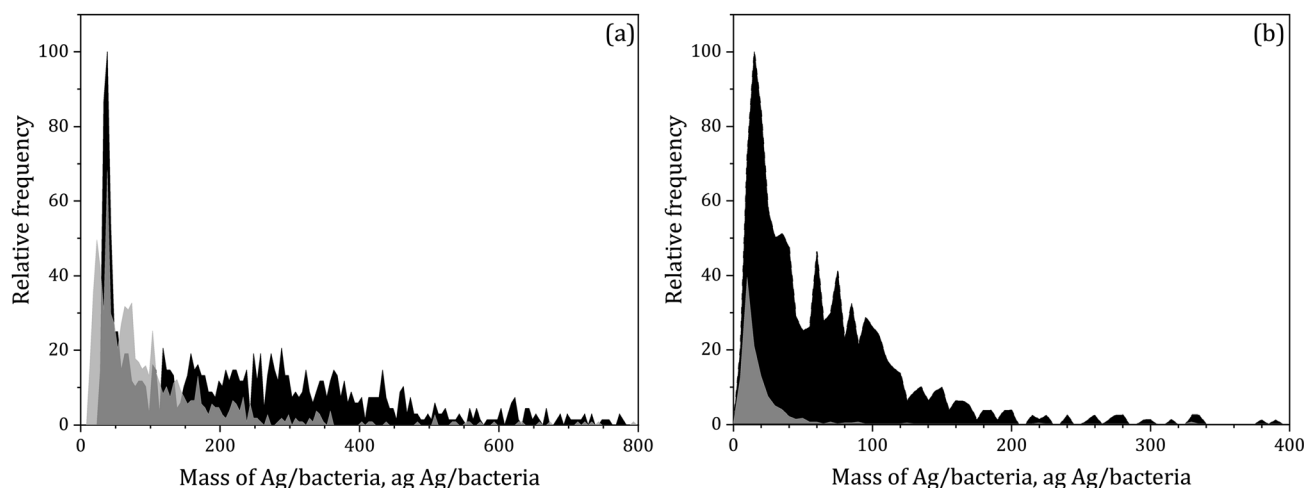 (a)
Relative frequency
100
80
60
40
20
0
0 200 400 600 800
Mass of Ag/bacteria, ag Ag/bacteria
(b)
Relative frequency
100
80
60
40
20
0
0 100 200 300 400
Mass of Ag/bacteria, ag Ag/bacteria